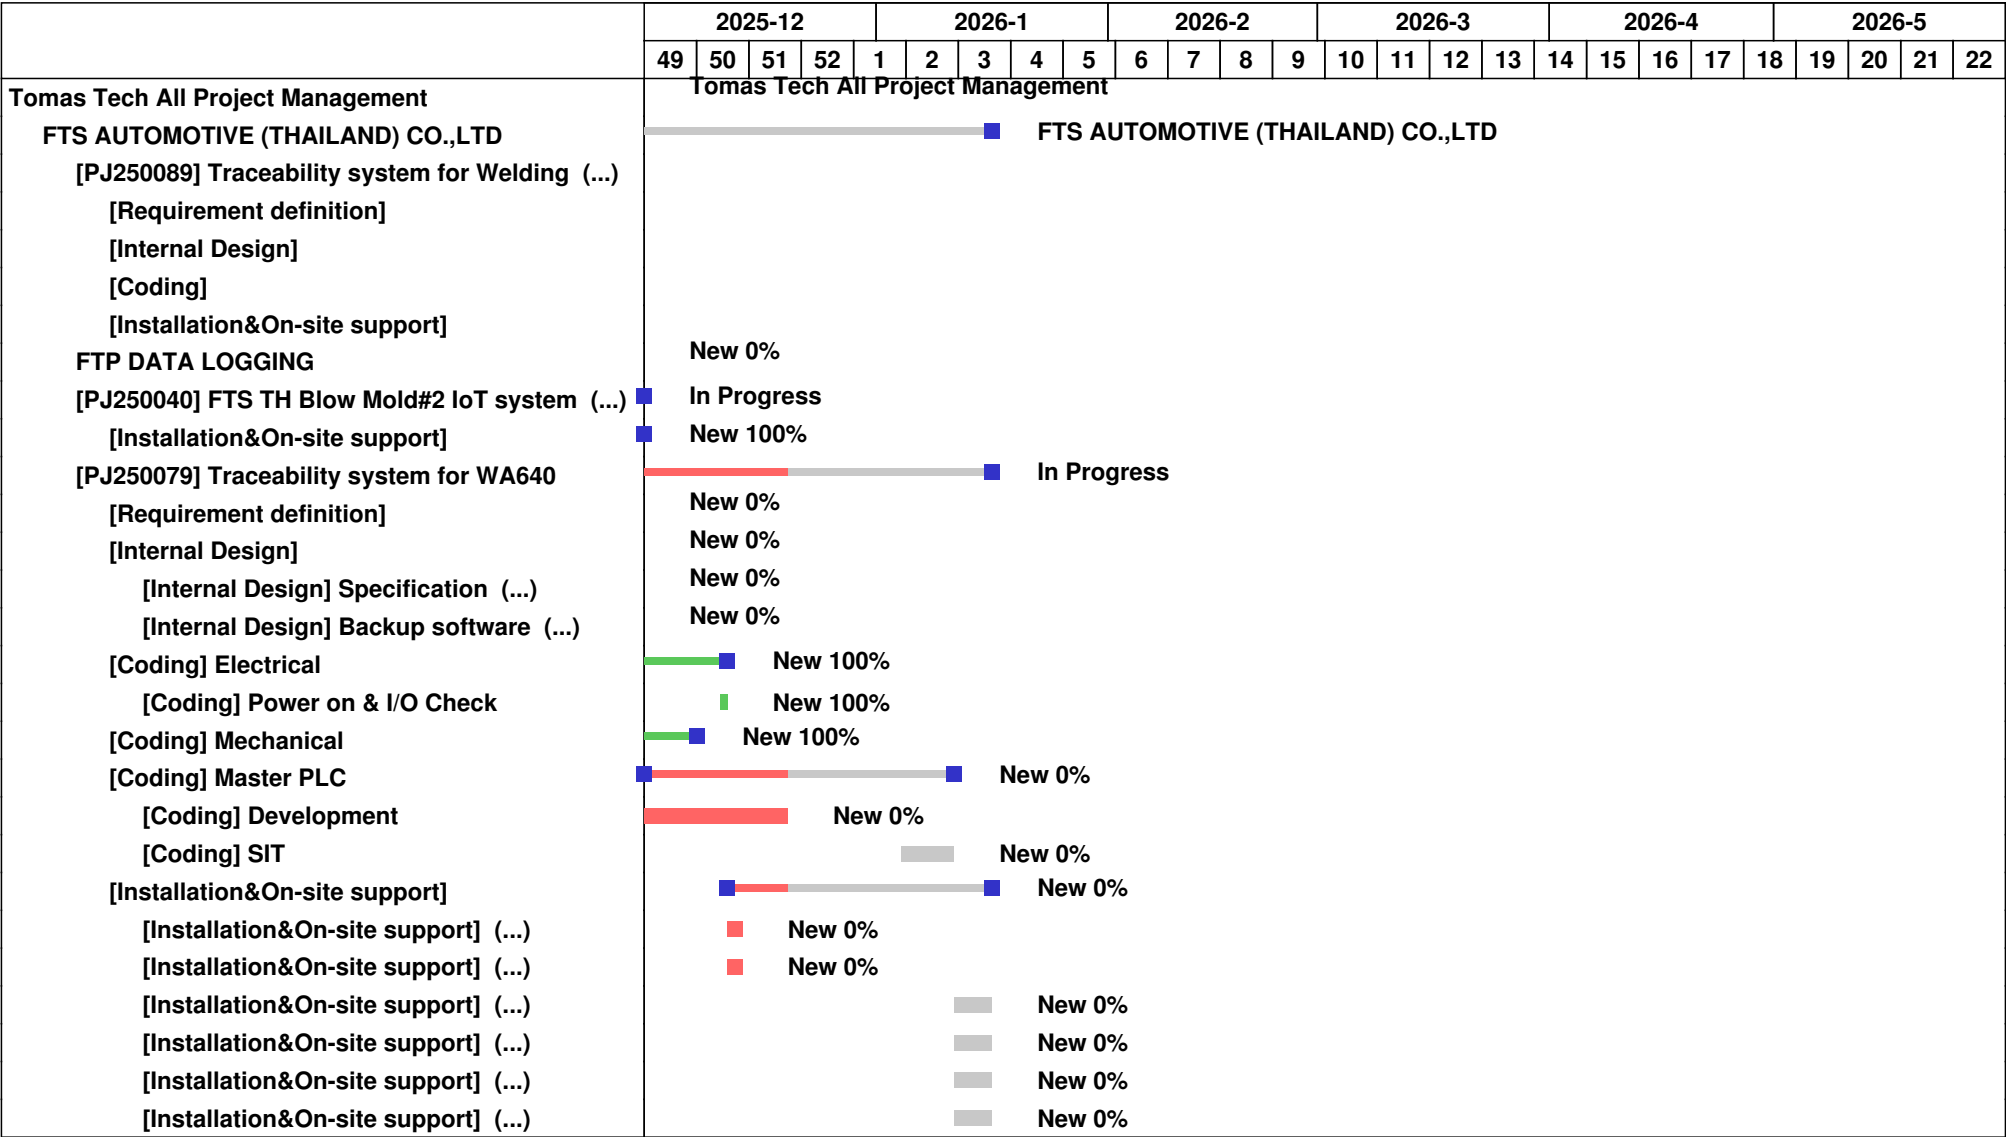 2025-12 2026-1 2026-2 2026-3 2026-4 2026-5
49 50 51 52 1 2 3 4 5 6 7 8 9 10 11 12 13 14 15 16 17 18 19 20 21 22
Tomas Tech All Project Management Tomas Tech All Project Management
FTS AUTOMOTIVE (THAILAND) CO.,LTD FTS AUTOMOTIVE (THAILAND) CO.,LTD
[PJ250089] Traceability system for Welding (...)
[Requirement definition]
[Internal Design]
[Coding]
[Installation&On-site support]
FTP DATA LOGGING New 0%
[PJ250040] FTS TH Blow Mold#2 IoT system (...) In Progress
[Installation&On-site support] New 100%
[PJ250079] Traceability system for WA640 In Progress
[Requirement definition] New 0%
[Internal Design] New 0%
[Internal Design] Specification (...) New 0%
[Internal Design] Backup software (...) New 0%
[Coding] Electrical New 100%
[Coding] Power on & I/O Check New 100%
[Coding] Mechanical New 100%
[Coding] Master PLC New 0%
[Coding] Development New 0%
[Coding] SIT New 0%
[Installation&On-site support] New 0%
[Installation&On-site support] (...) New 0%
[Installation&On-site support] (...) New 0%
[Installation&On-site support] (...) New 0%
[Installation&On-site support] (...) New 0%
[Installation&On-site support] (...) New 0%
[Installation&On-site support] (...) New 0%